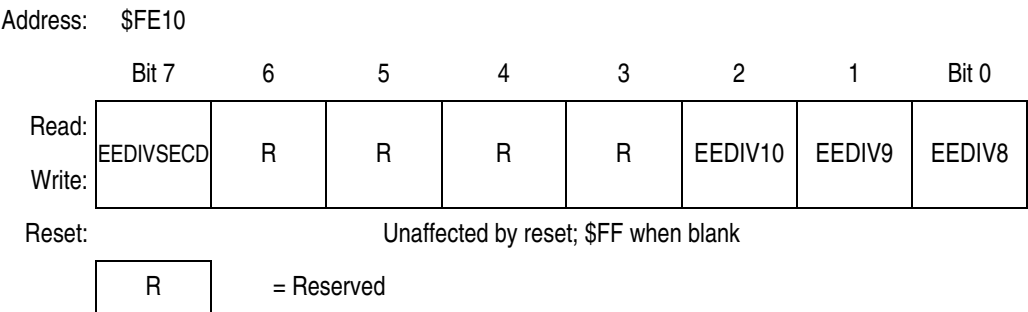 Address: $FE10
Bit 7 6 5 4 3 2 1 Bit 0
Read:
EEDIVSECD R R R R EEDIV10 EEDIV9 EEDIV8
Write:
Reset: Unaffected by reset; $FF when blank
R = Reserved